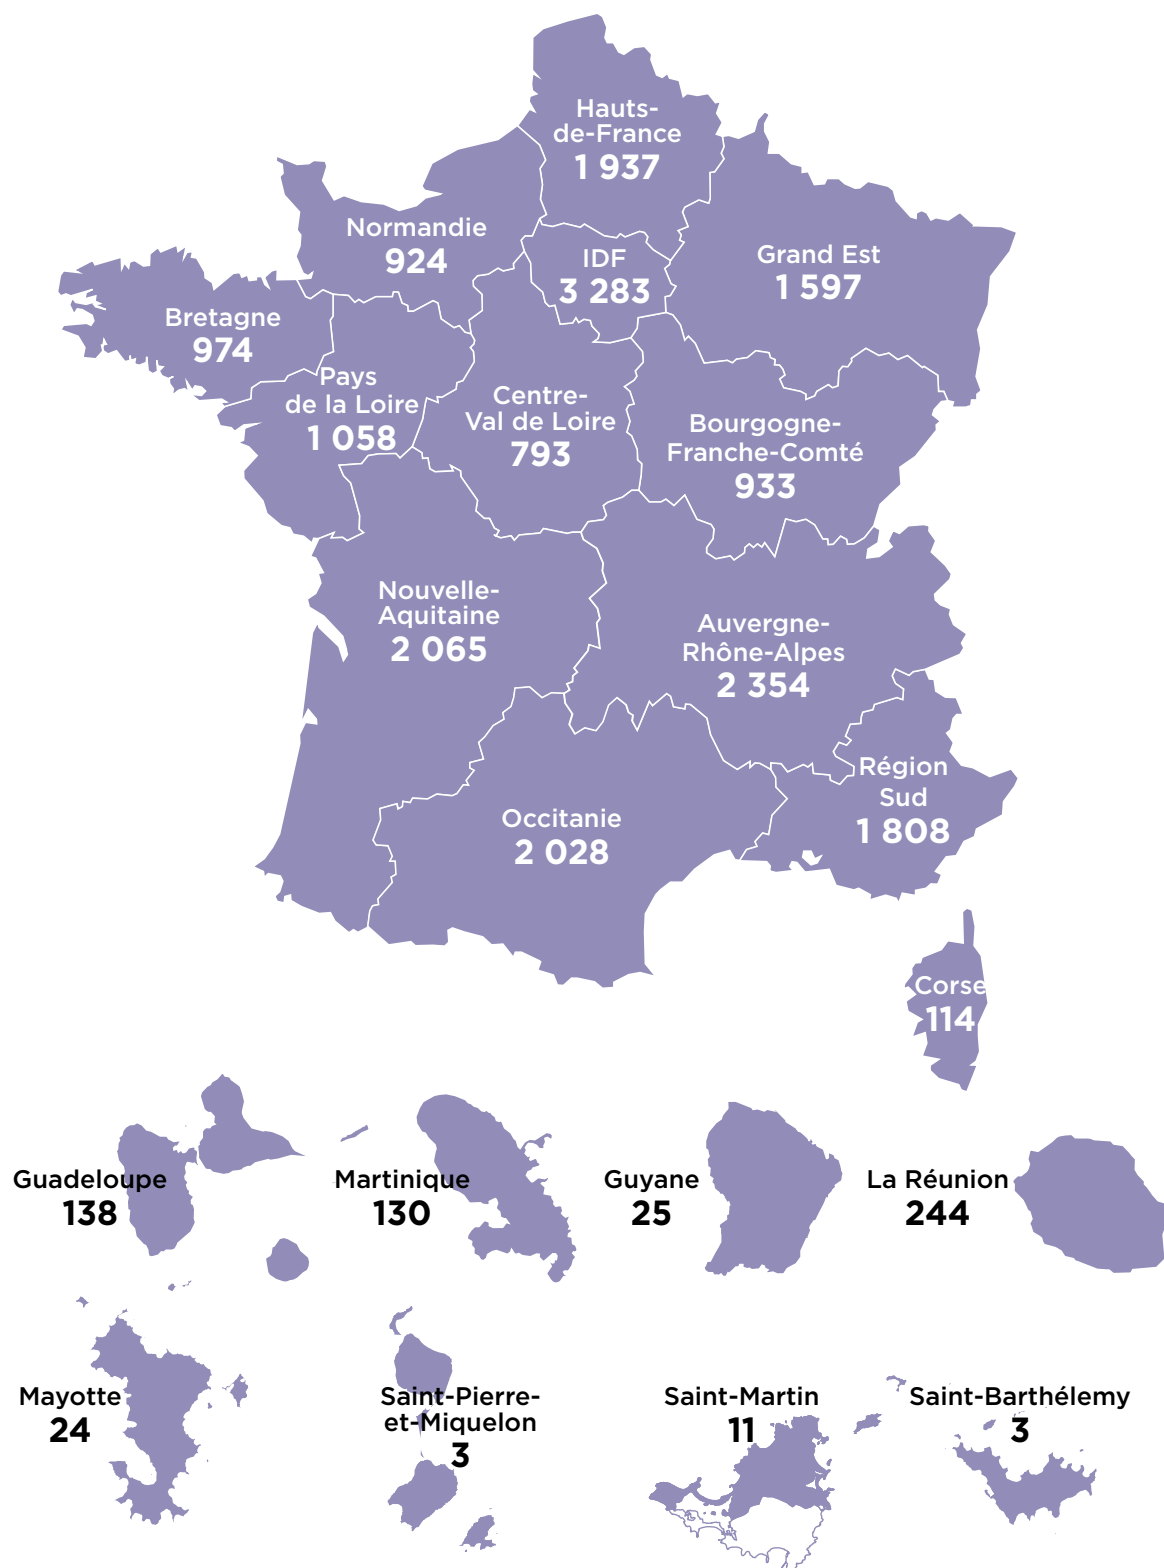 Hauts-
de-France
1 937
Normandie
924
IDF
3 283
Grand Est
1 597
Bretagne
974
Pays
de la Loire
1 058
Centre-
Val de Loire
793
Bourgogne-
Franche-Comté
933
Nouvelle-
Aquitaine
2 065
Auvergne-
Rhône-Alpes
2 354
Région
Sud
1 808
Occitanie
2 028
Corse
114
Guadeloupe
138
Martinique
130
Guyane
25
La Réunion
244
Mayotte
24
Saint-Pierre-
et-Miquelon
3
Saint-Martin
11
Saint-Barthélemy
3